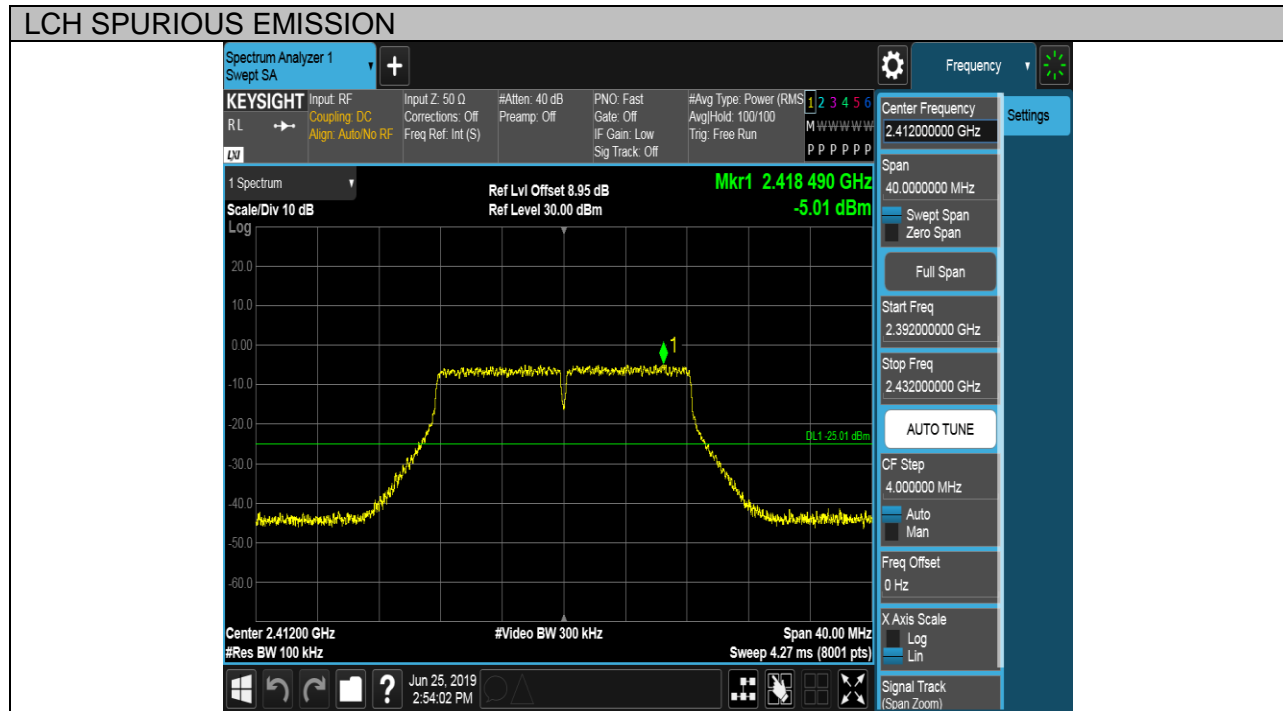 LCH SPURIOUS EMISSION
Spectrum Analyzer 1
Swept SA
+
Frequency
KEYSIGHT
RL
LXI
Input: RF
Coupling: DC
Align: Auto/No RF
Input Z: 50 Ω
Corrections: Off
Freq Ref: Int (S)
#Atten: 40 dB
Preamp: Off
PNO: Fast
Gate: Off
IF Gain: Low
Sig Track: Off
#Avg Type: Power (RMS
Avg|Hold: 100/100
Trig: Free Run
1 2 3 4 5 6
M W W W W W
P P P P P P
1 Spectrum
Scale/Div 10 dB
Log
Ref Lvl Offset 8.95 dB
Ref Level 30.00 dBm
Mkr1 2.418 490 GHz
-5.01 dBm
20.0
10.0
0.00
-10.0
-20.0
-30.0
-40.0
-50.0
-60.0
1
DL1 -25.01 dBm
Center 2.41200 GHz
#Res BW 100 kHz
#Video BW 300 kHz
Span 40.00 MHz
Sweep 4.27 ms (8001 pts)
?
Jun 25, 2019
2:54:02 PM
Center Frequency
2.412000000 GHz
Span
40.0000000 MHz
Swept Span
Zero Span
Full Span
Start Freq
2.392000000 GHz
Stop Freq
2.432000000 GHz
AUTO TUNE
CF Step
4.000000 MHz
Auto
Man
Freq Offset
0 Hz
X Axis Scale
Log
Lin
Signal Track
(Span Zoom)
Settings